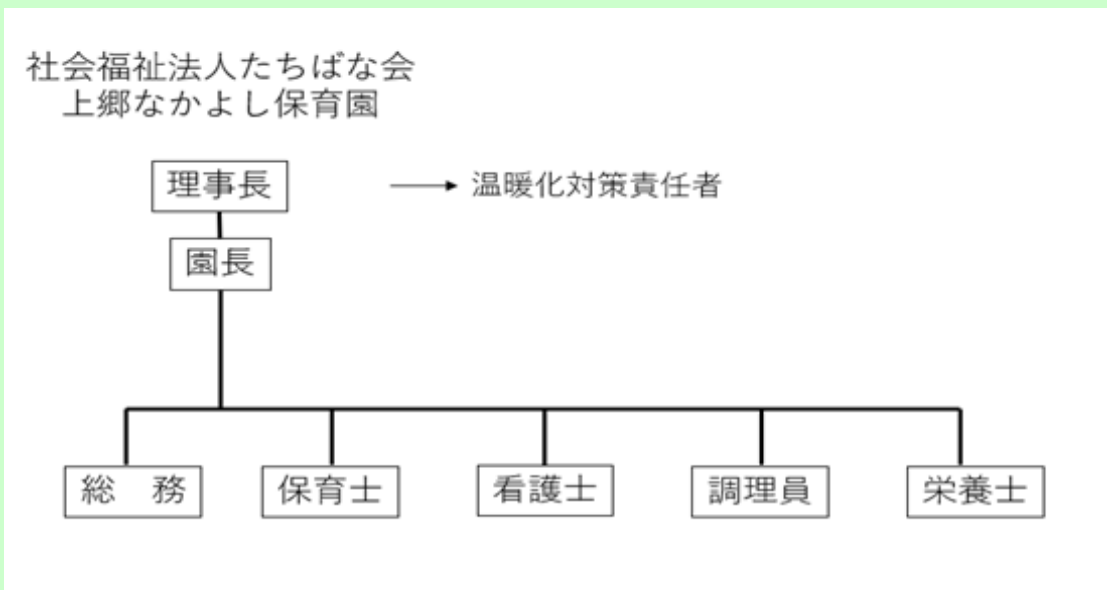 社会福祉法人たちばな会
上郷なかよし保育園
理事長
温暖化対策責任者
園長
総　務
保育士
看護士
調理員
栄養士